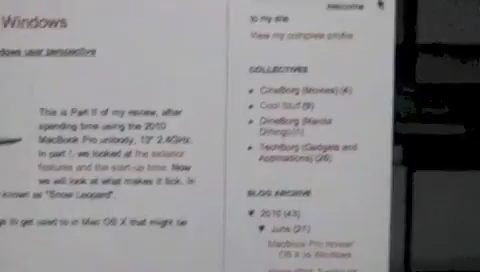 Windows
dows user perspective
This is Part II of my review, after
spending time using the 2010
MacBook Pro unibody, 13" 2.4GHz.
In part I, we looked at the exterior
features and the start-up time. Now
we will look at what makes it tick, in
known as "Snow Leopard".
gs to get used to in Mac OS X that might be
Welcome
to my site
View my complete profile
COLLECTIVES
CineBorg (Movies) (4)
Cool Stuff (9)
DineBorg (Manila
Dining) (1)
TechBorg (Gadgets and
Applications) (26)
BLOG ARCHIVE
▼ 2010 (43)
▼ June (21)
MacBook Pro review:
OS X vs Windows